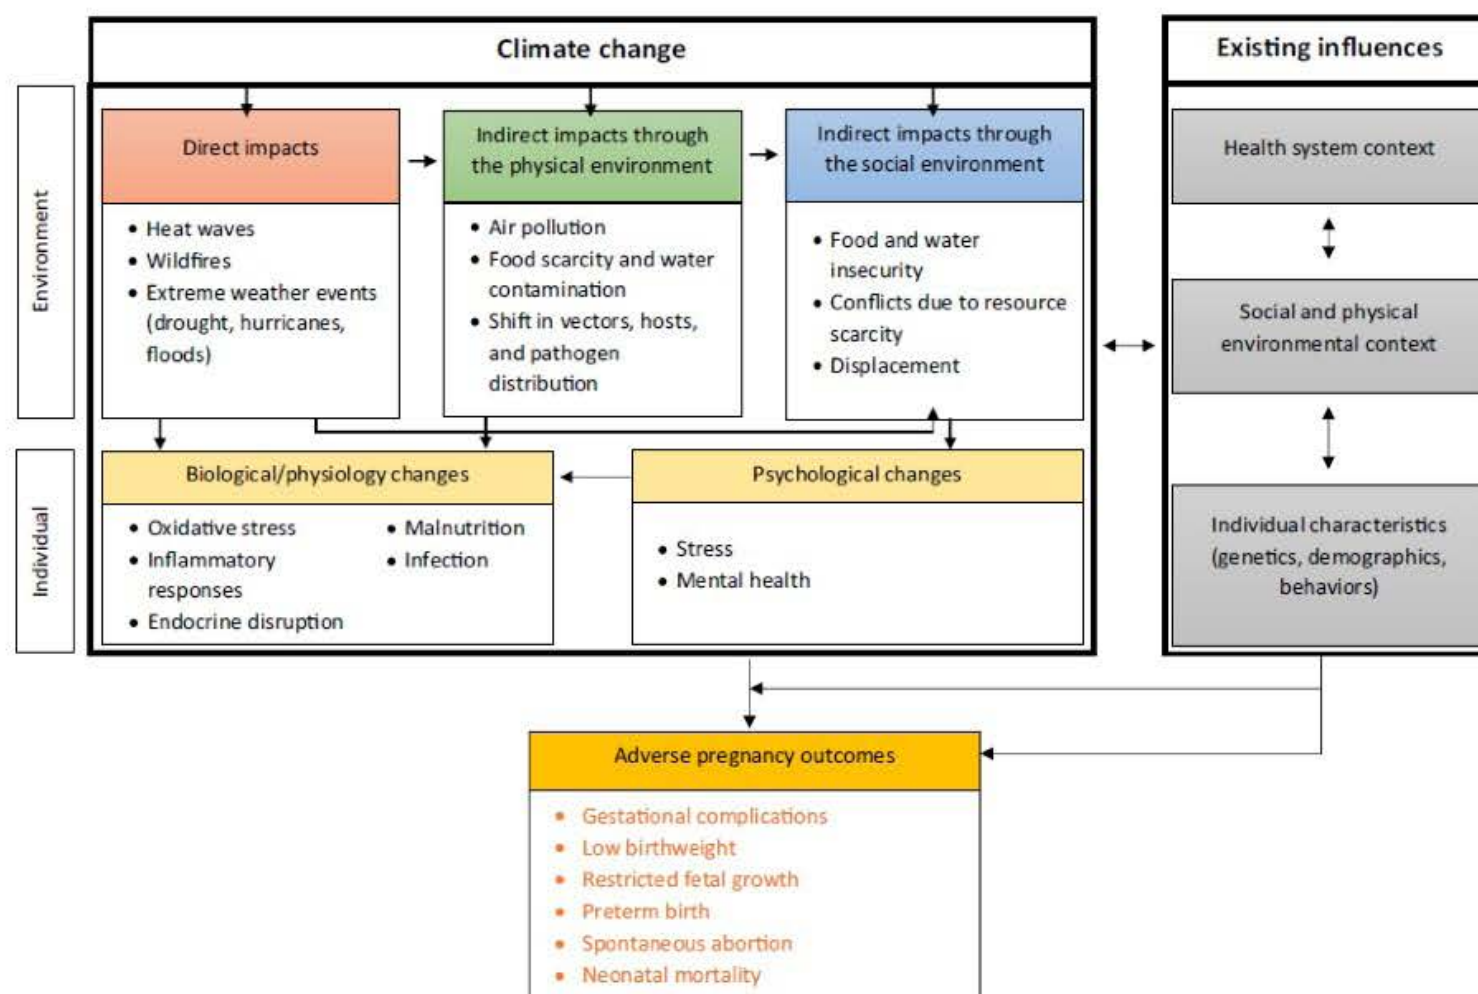 Climate change
Existing influences
Environment
Direct impacts
• Heat waves
• Wildfires
• Extreme weather events
(drought, hurricanes,
floods)
Indirect impacts through
the physical environment
• Air pollution
• Food scarcity and water
contamination
• Shift in vectors, hosts,
and pathogen
distribution
Indirect impacts through
the social environment
• Food and water
insecurity
• Conflicts due to resource
scarcity
• Displacement
Health system context
Social and physical
environmental context
Individual characteristics
(genetics, demographics,
behaviors)
Individual
Biological/physiology changes
• Oxidative stress
• Inflammatory
responses
• Endocrine disruption
• Malnutrition
• Infection
Psychological changes
• Stress
• Mental health
Adverse pregnancy outcomes
• Gestational complications
• Low birthweight
• Restricted fetal growth
• Preterm birth
• Spontaneous abortion
• Neonatal mortality